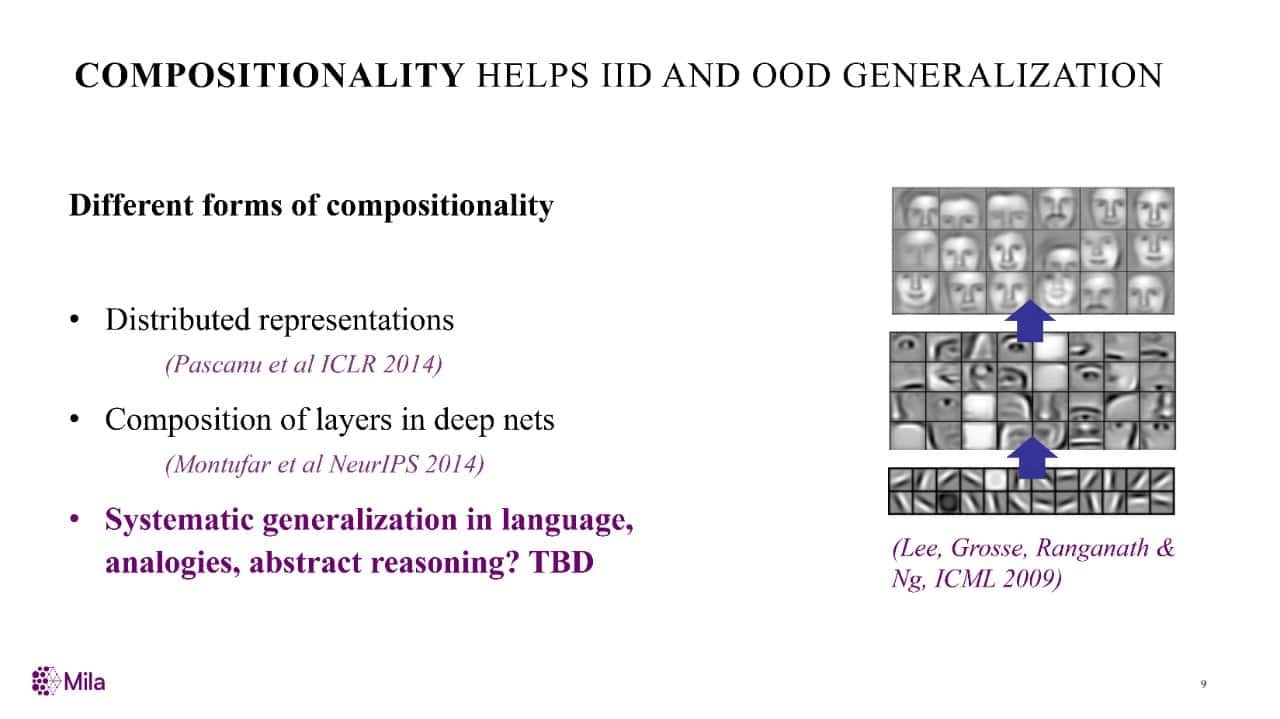 COMPOSITIONALITY HELPS IID AND OOD GENERALIZATION
Different forms of compositionality
• Distributed representations
(Pascanu et al ICLR 2014)
• Composition of layers in deep nets
(Montufar et al NeurIPS 2014)
• Systematic generalization in language,
analogies, abstract reasoning? TBD
(Lee, Grosse, Ranganath &
Ng, ICML 2009)
Mila
9